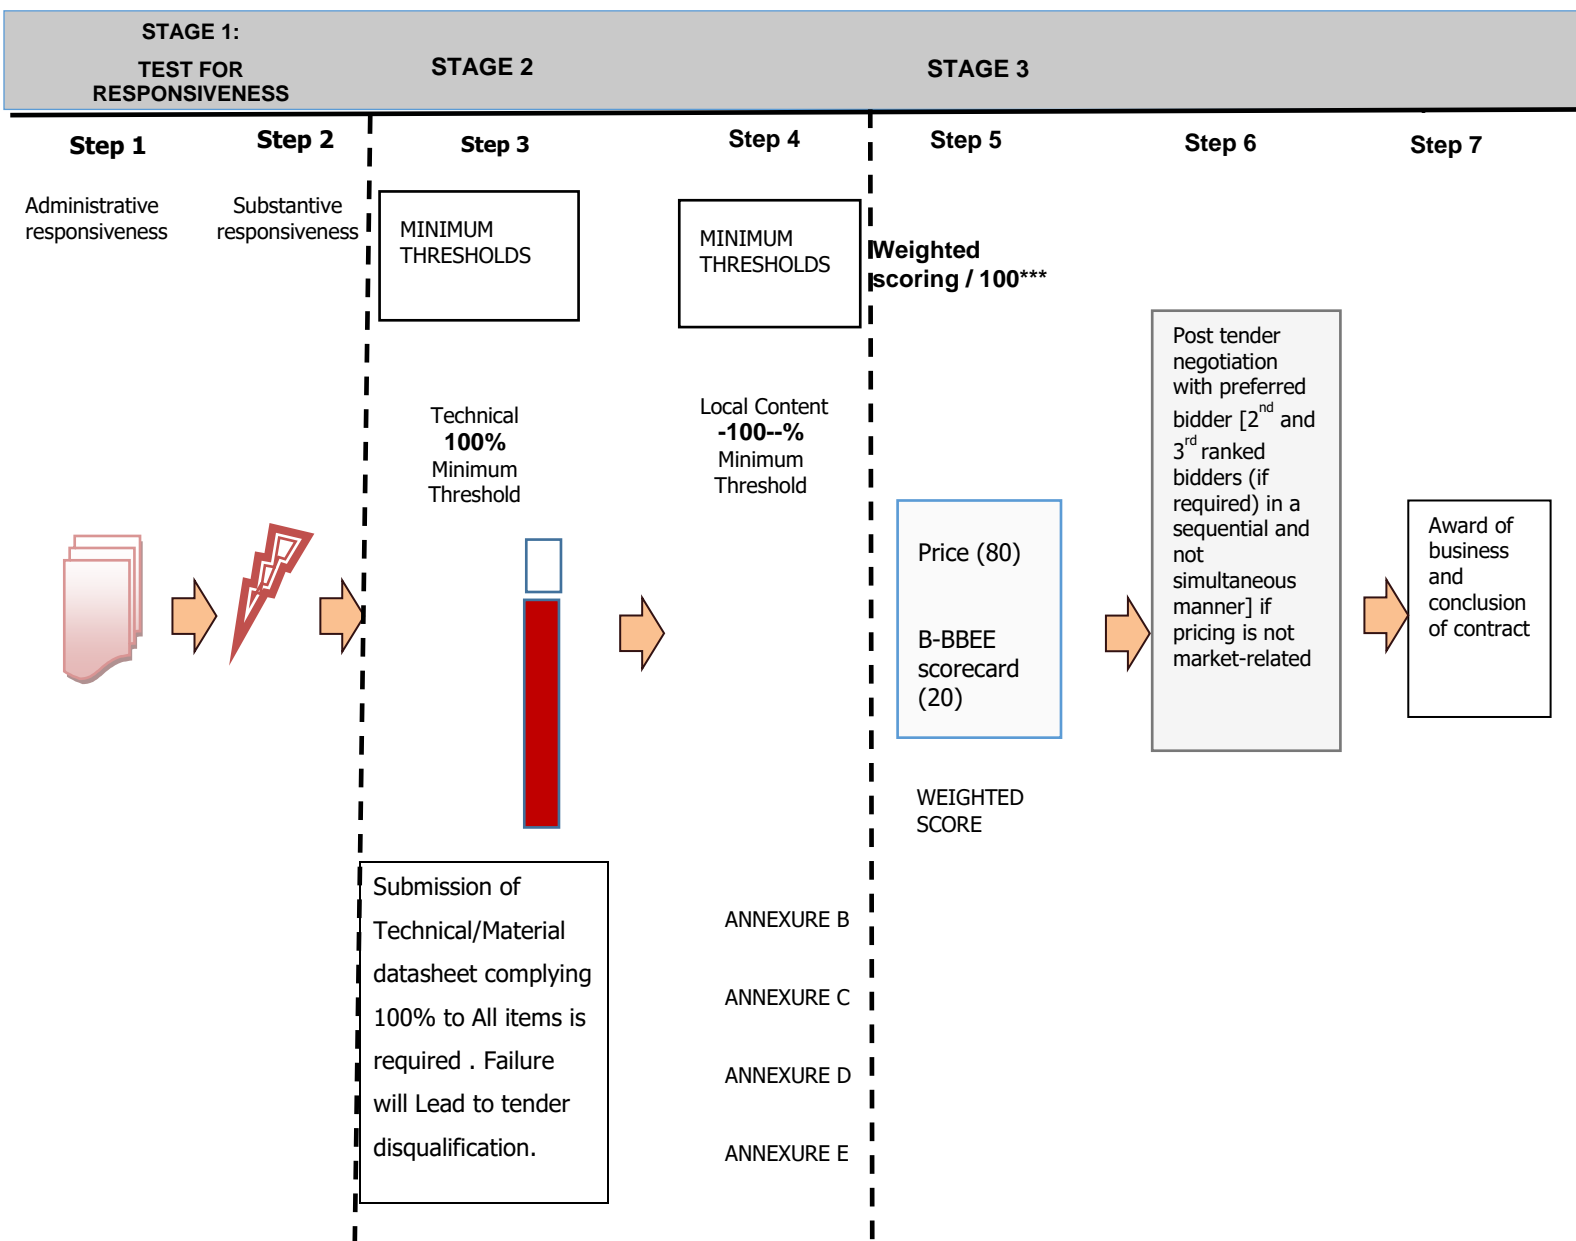 STAGE 1:
TEST FOR
RESPONSIVENESS
STAGE 2
STAGE 3
Step 1
Step 2
Step 3
Step 4
Step 5
Step 6
Step 7
Administrative
responsiveness
Substantive
responsiveness
MINIMUM
THRESHOLDS
MINIMUM
THRESHOLDS
Weighted
scoring / 100***
Technical
100%
Minimum
Threshold
Local Content
-100--%
Minimum
Threshold
Price (80)
B-BBEE
scorecard
(20)
WEIGHTED
SCORE
Post tender
negotiation
with preferred
bidder [2nd and
3rd ranked
bidders (if
required) in a
sequential and
not
simultaneous
manner] if
pricing is not
market-related
Award of
business
and
conclusion
of contract
Submission of
Technical/Material
datasheet complying
100% to All items is
required . Failure
will Lead to tender
disqualification.
ANNEXURE B
ANNEXURE C
ANNEXURE D
ANNEXURE E